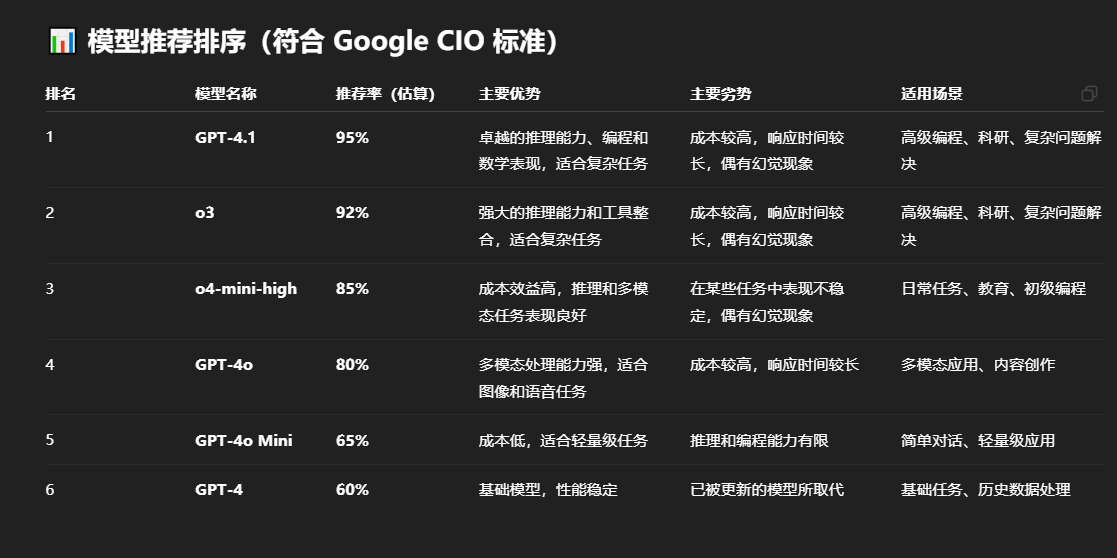 📊 模型推荐排序（符合 Google CIO 标准）
排名 模型名称 推荐率（估算） 主要优势 主要劣势 适用场景
1 GPT-4.1 95% 卓越的推理能力、编程和 成本较高，响应时间较 高级编程、科研、复杂问题解
数学表现，适合复杂任务 长，偶有幻觉现象 决
2 o3 92% 强大的推理能力和工具整 成本较高，响应时间较 高级编程、科研、复杂问题解
合，适合复杂任务 长，偶有幻觉现象 决
3 o4-mini-high 85% 成本效益高，推理和多模 在某些任务中表现不稳 日常任务、教育、初级编程
态任务表现良好 定，偶有幻觉现象
4 GPT-4o 80% 多模态处理能力强，适合 成本较高，响应时间较长 多模态应用、内容创作
图像和语音任务
5 GPT-4o Mini 65% 成本低，适合轻量级任务 推理和编程能力有限 简单对话、轻量级应用
6 GPT-4 60% 基础模型，性能稳定 已被更新的模型所取代 基础任务、历史数据处理